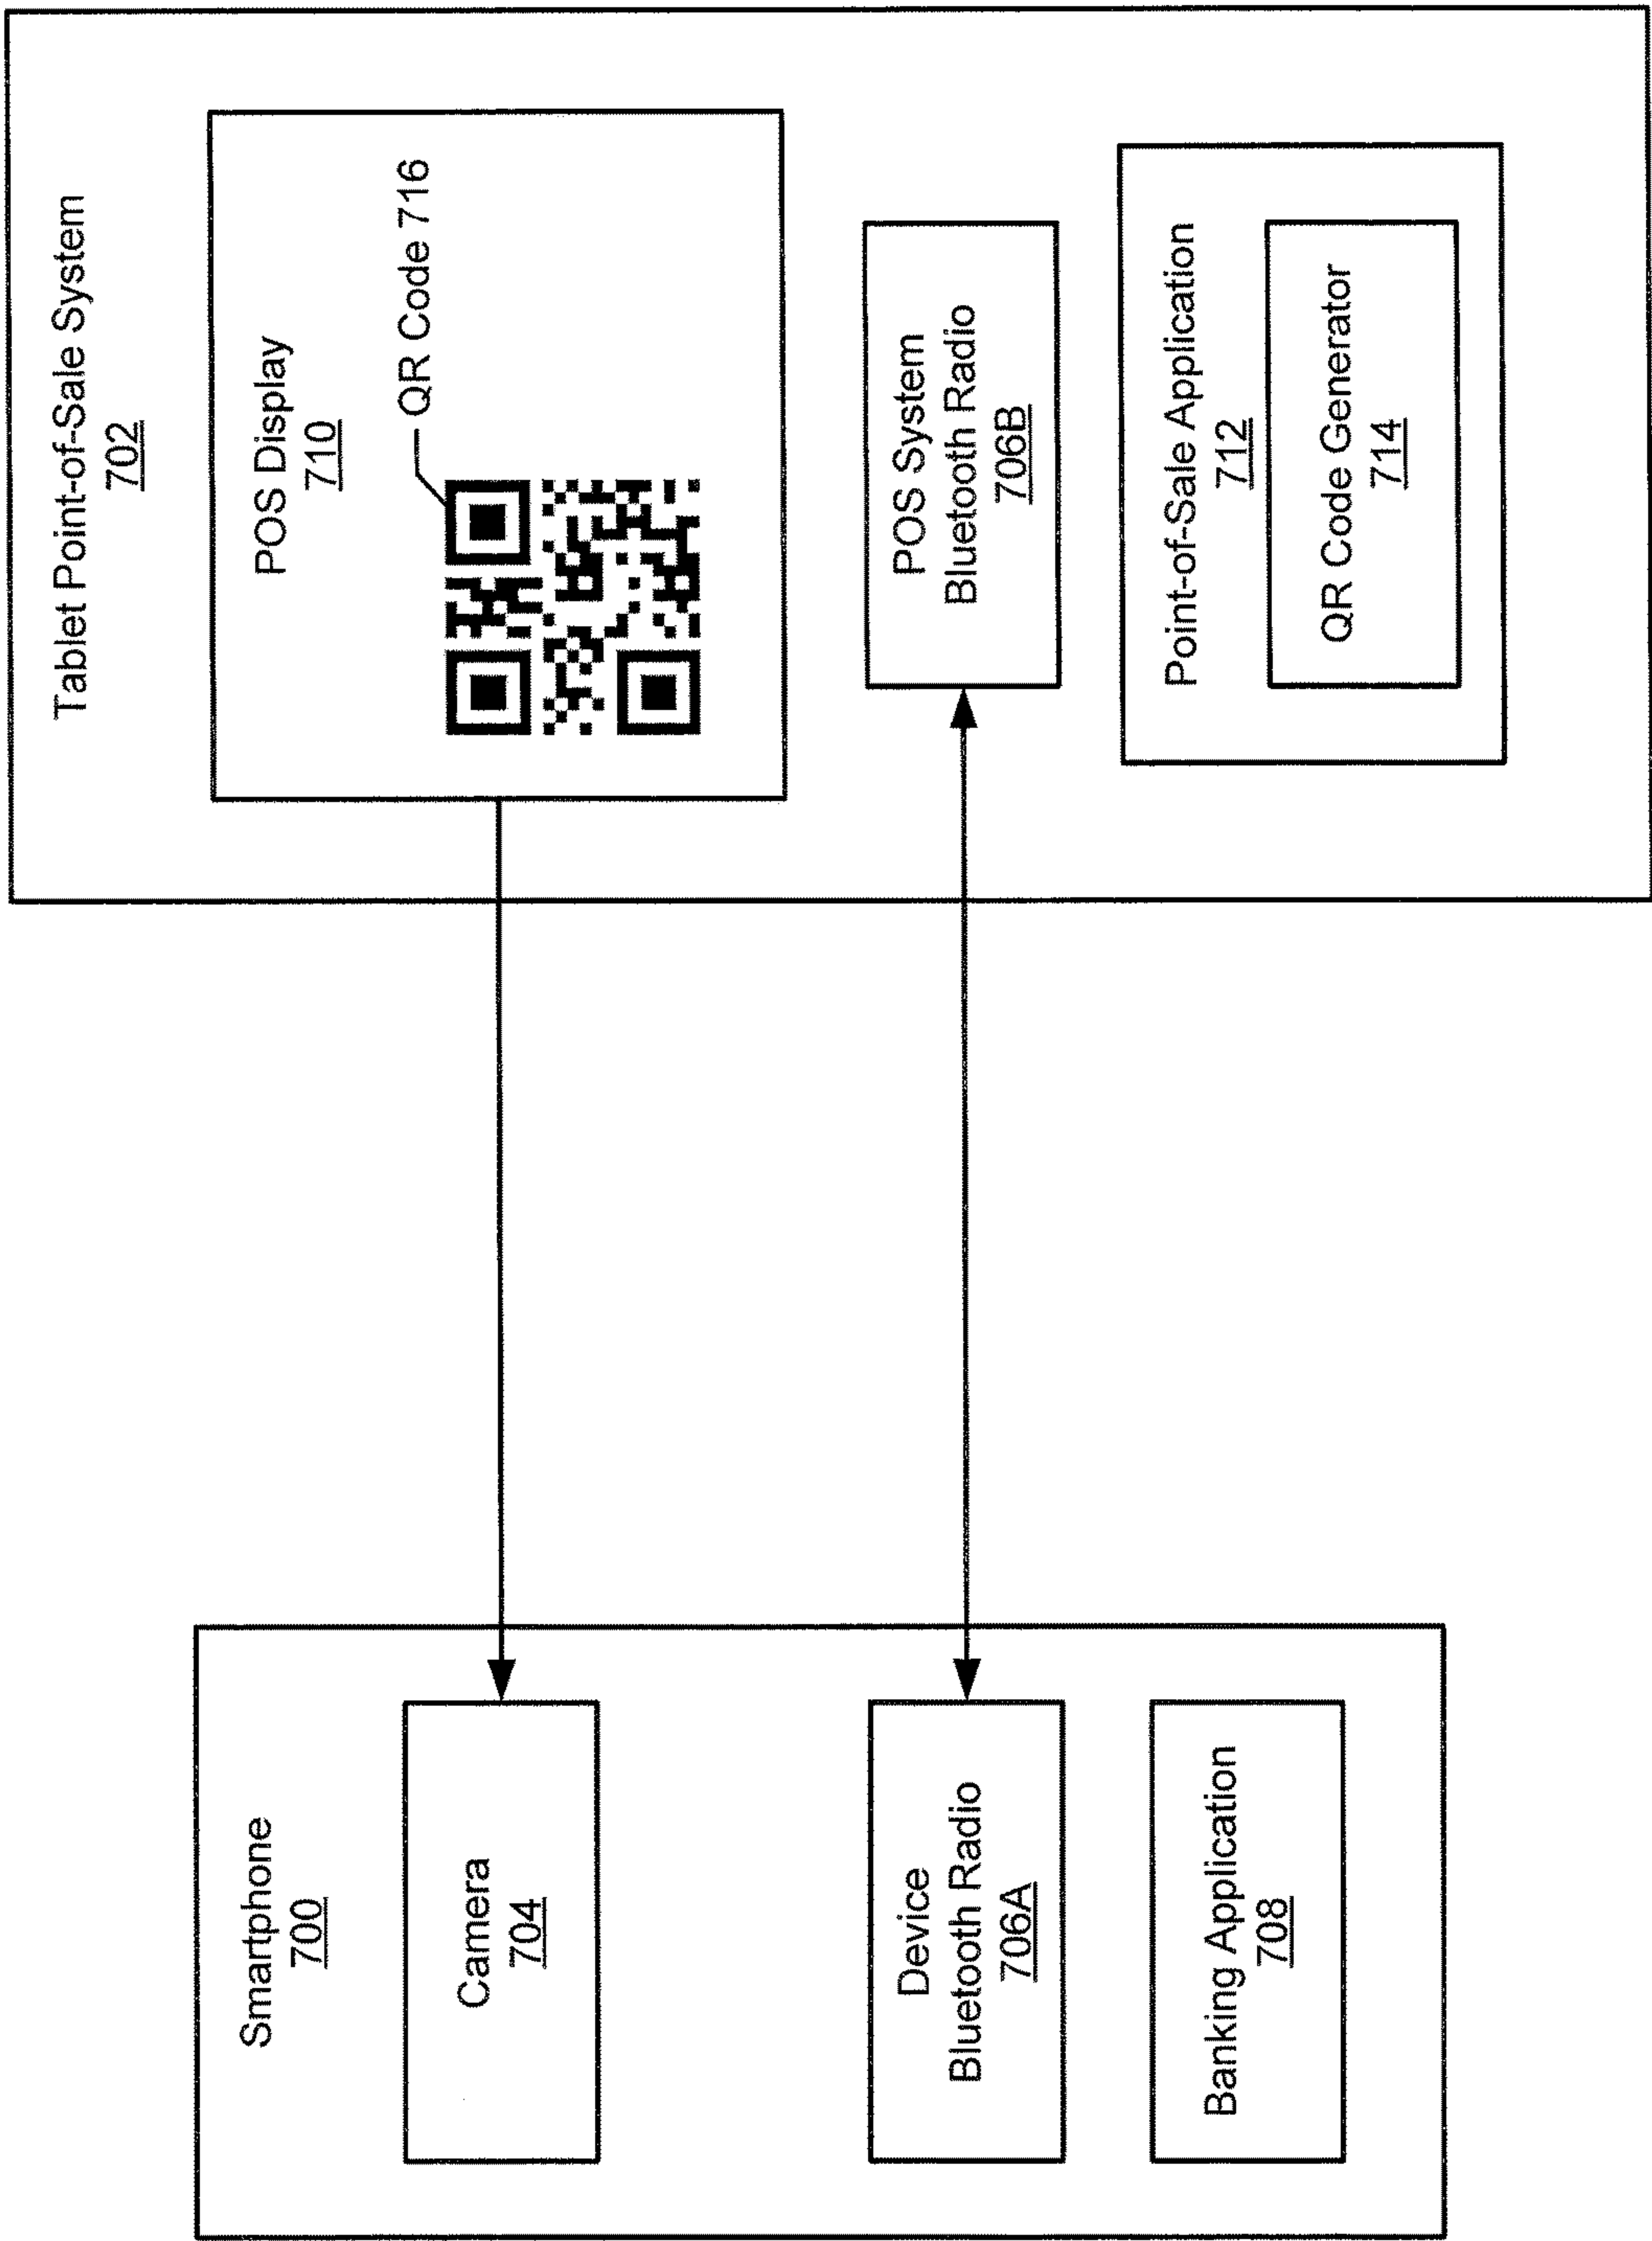 Smartphone
700
Camera
704
Device
Bluetooth Radio
706A
Banking Application
708
Tablet Point-of-Sale System
702
POS Display
710
QR Code 716
POS System
Bluetooth Radio
706B
Point-of-Sale Application
712
QR Code Generator
714